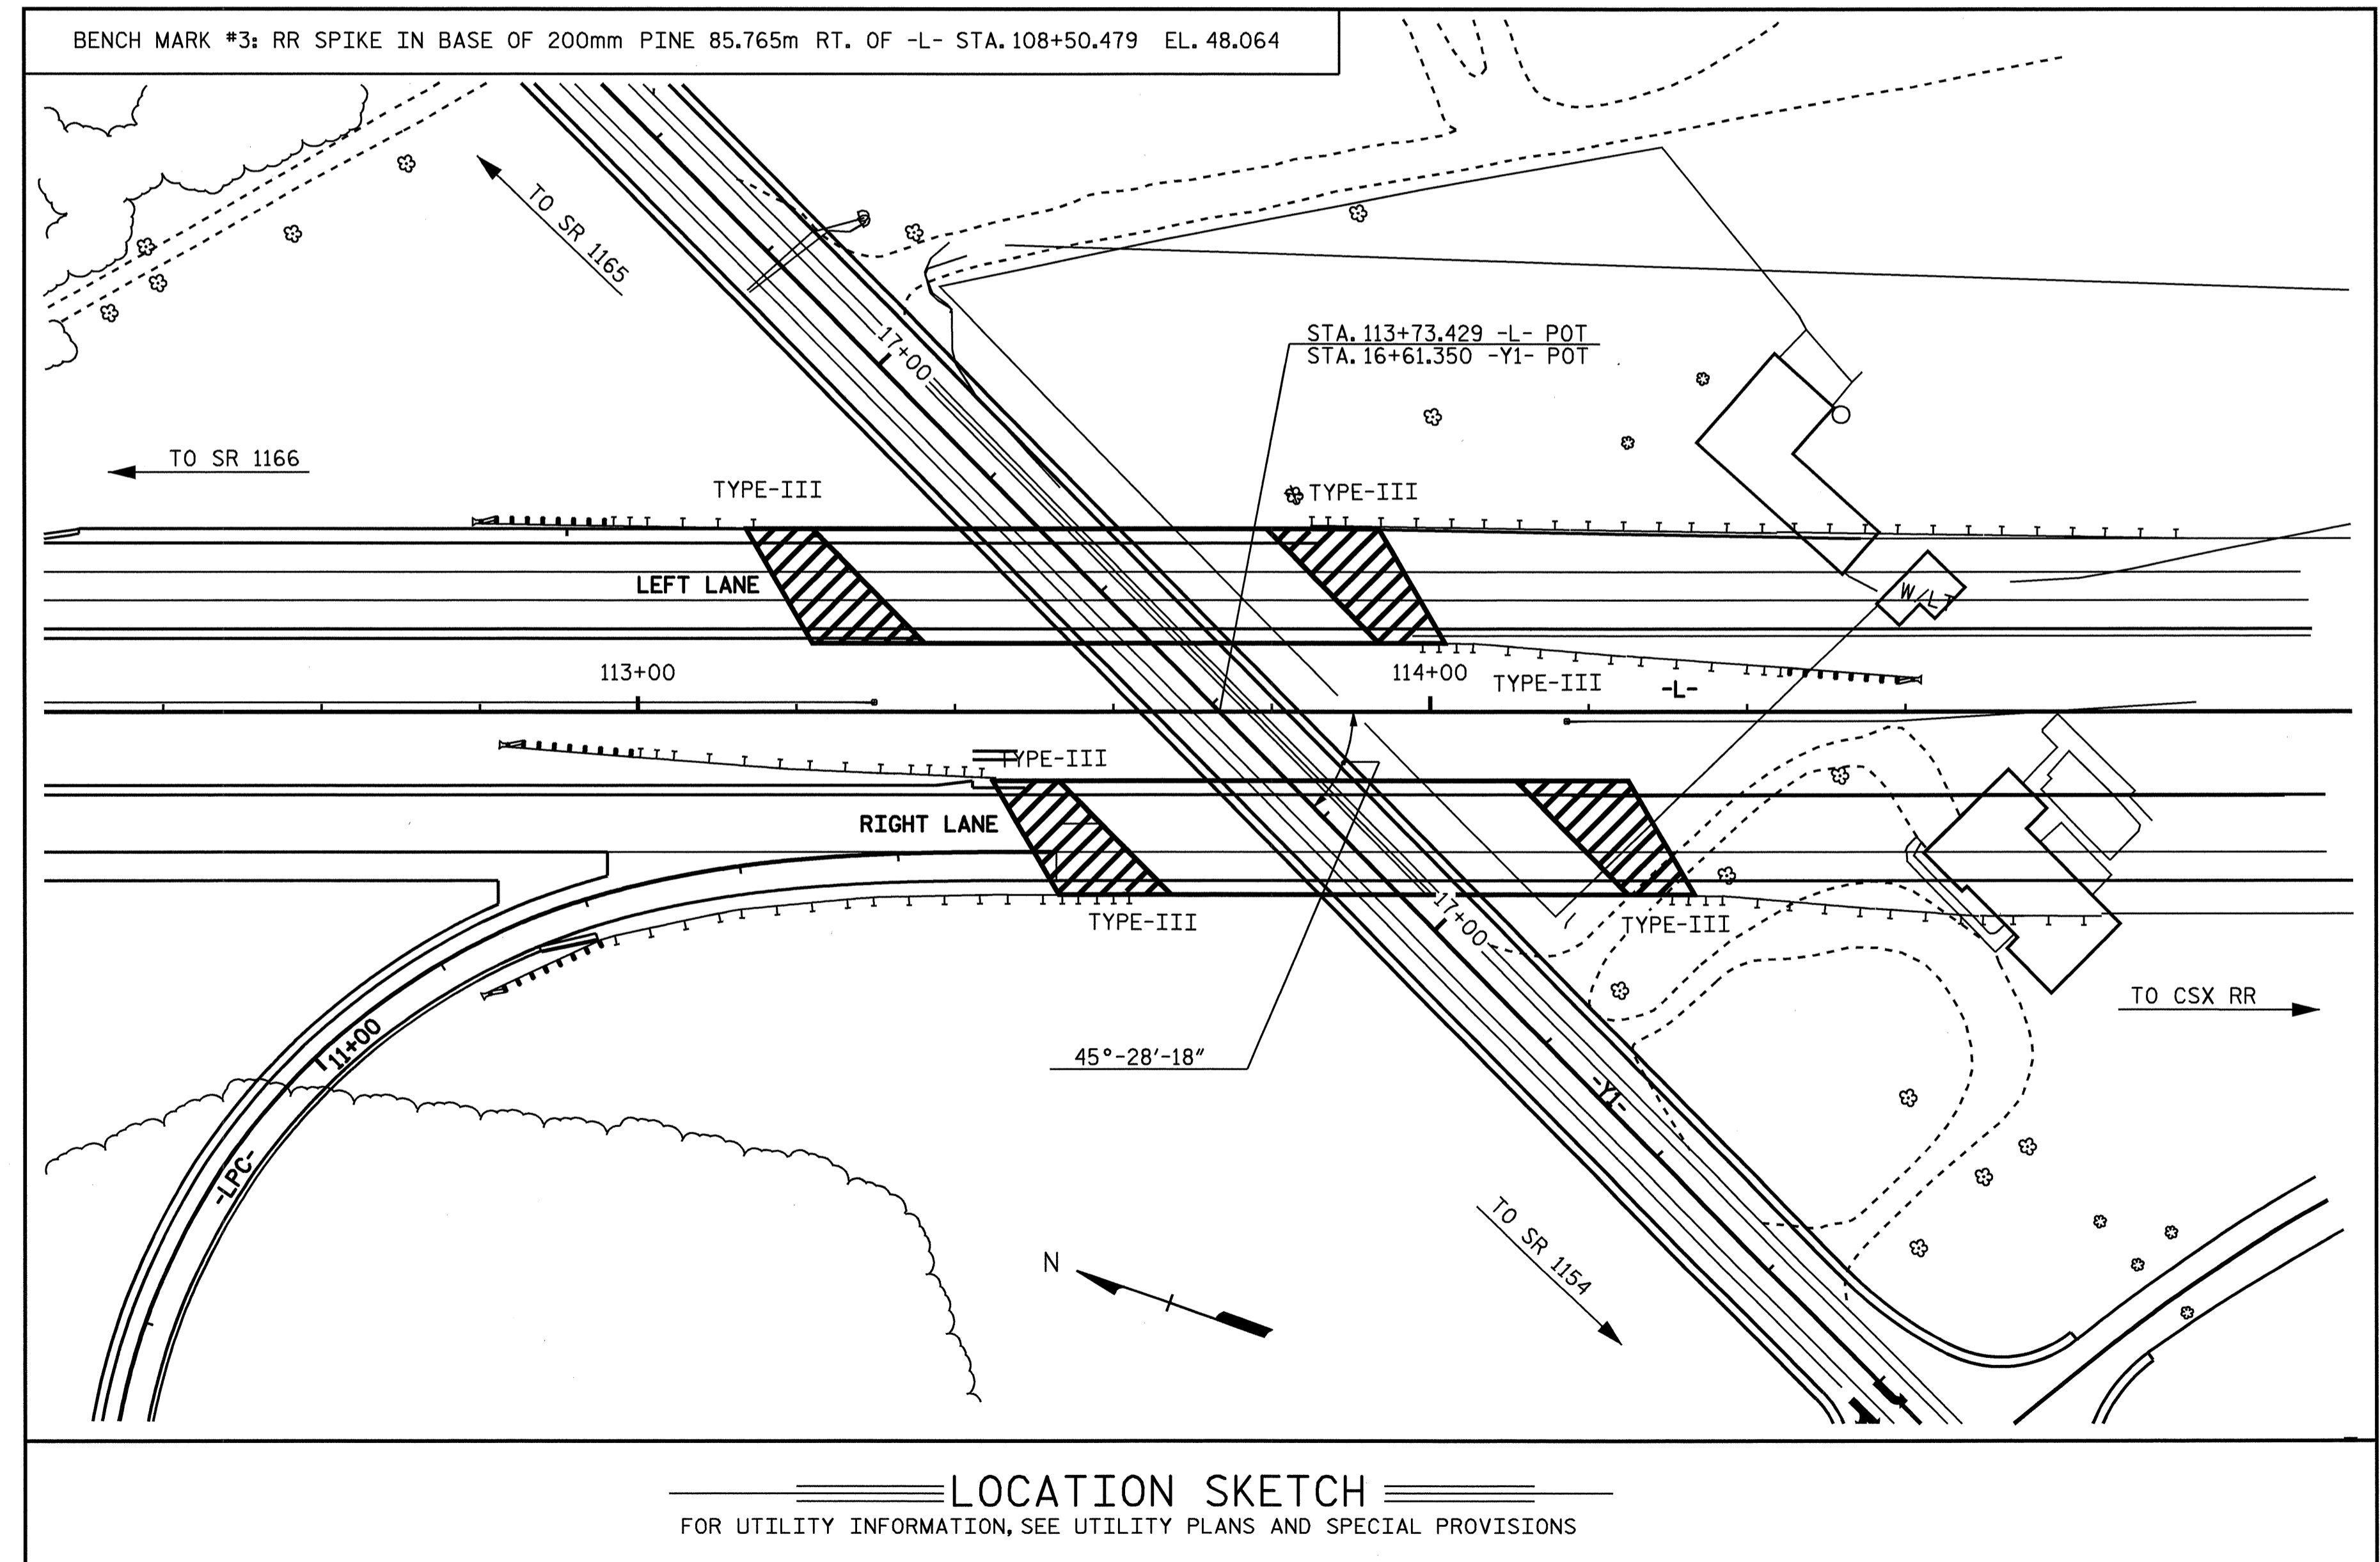 BENCH MARK #3: RR SPIKE IN BASE OF 200mm PINE 85.765m RT. OF -L- STA. 108+50.479 EL. 48.064
TO SR 1165
17+00
STA. 113+73.429 -L- POT
STA. 16+61.350 -Y1- POT
TO SR 1166
TYPE-III
TYPE-III
LEFT LANE
W/LT
113+00
114+00
TYPE-III
-L-
TYPE-III
RIGHT LANE
17+00
TYPE-III
TYPE-III
TO CSX RR
11+00
45°-28'-18"
-Y1-
-LPC-
TO SR 1154
N
LOCATION SKETCH
FOR UTILITY INFORMATION, SEE UTILITY PLANS AND SPECIAL PROVISIONS